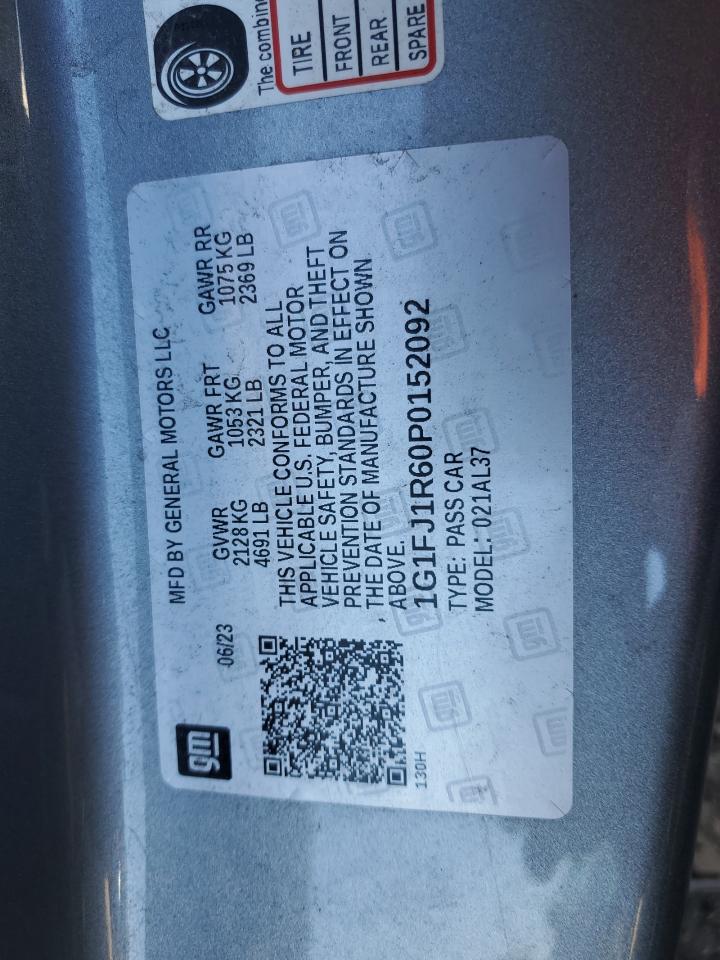 The combine
TIRE
FRONT
REAR
SPARE
gm
MFD BY GENERAL MOTORS LLC
06/23
GVWR GAWR FRT GAWR RR
2128 KG 1053 KG 1075 KG
4691 LB 2321 LB 2369 LB
THIS VEHICLE CONFORMS TO ALL
APPLICABLE U.S. FEDERAL MOTOR
VEHICLE SAFETY, BUMPER, AND THEFT
PREVENTION STANDARDS IN EFFECT ON
THE DATE OF MANUFACTURE SHOWN
ABOVE.
1G1FJ1R60P0152092
TYPE: PASS CAR
MODEL: 021AL37
130H